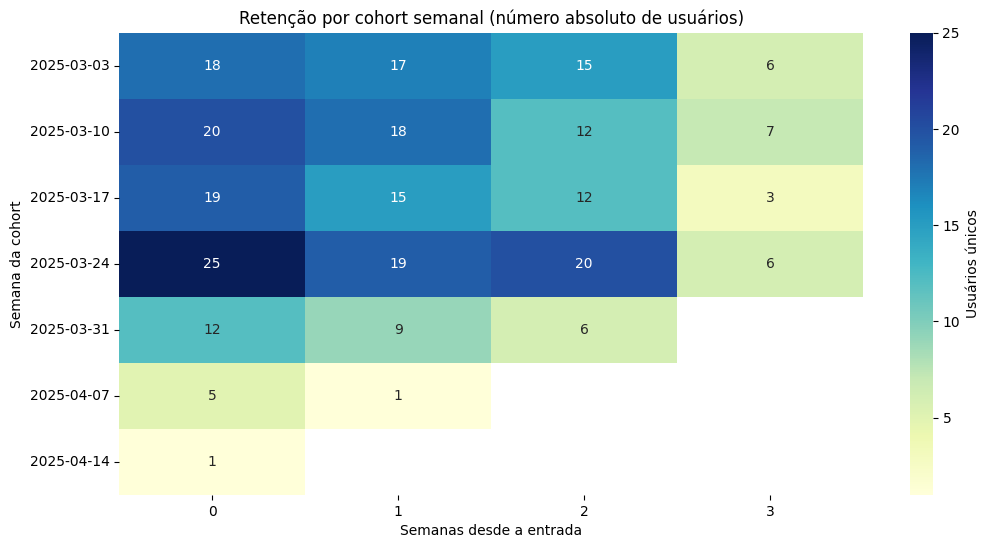 Retenção por cohort semanal (número absoluto de usuários)
Semana da cohort
2025-03-03 18 17 15 6
2025-03-10 20 18 12 7
2025-03-17 19 15 12 3
2025-03-24 25 19 20 6
2025-03-31 12 9 6
2025-04-07 5 1
2025-04-14 1
0 1 2 3
Semanas desde a entrada
25
20
15
10
5
Usuários únicos